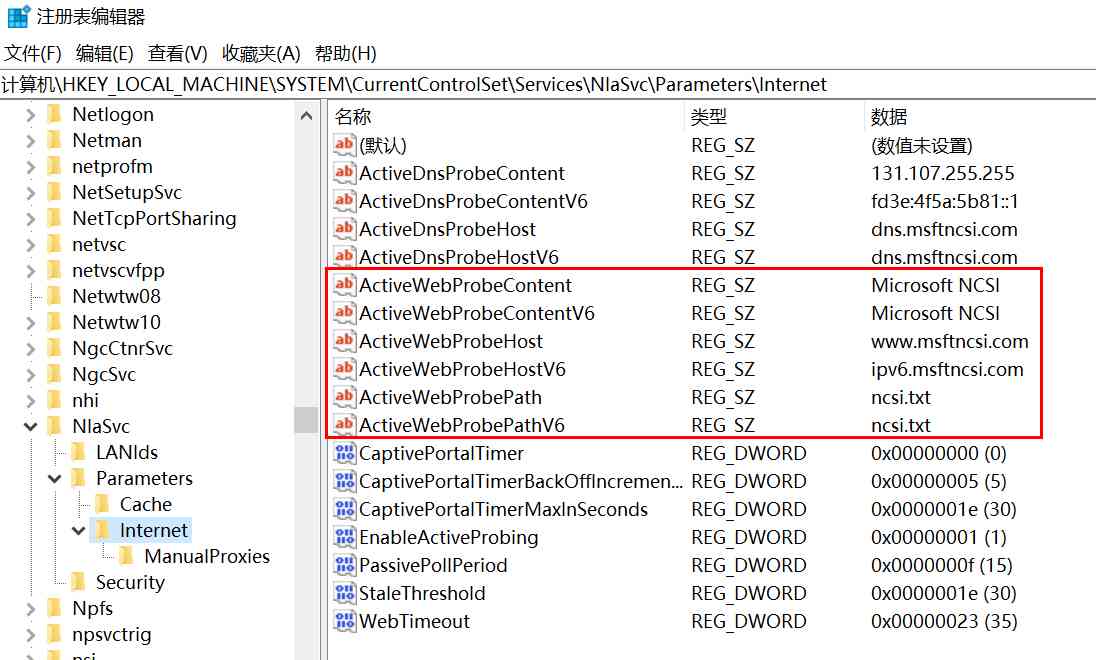 注册表编辑器
文件(F) 编辑(E) 查看(V) 收藏夹(A) 帮助(H)
计算机\HKEY_LOCAL_MACHINE\SYSTEM\CurrentControlSet\Services\NlaSvc\Parameters\Internet
Netlogon
Netman
netprofm
NetSetupSvc
NetTcpPortSharing
netvsc
netvscvfpp
Netwtw08
Netwtw10
NgcCtnrSvc
NgcSvc
nhi
NlaSvc
LANIds
Parameters
Cache
Internet
ManualProxies
Security
Npfs
npsvctrig
名称 类型 数据
(默认) REG_SZ (数值未设置)
ActiveDnsProbeContent REG_SZ 131.107.255.255
ActiveDnsProbeContentV6 REG_SZ fd3e:4f5a:5b81::1
ActiveDnsProbeHost REG_SZ dns.msftncsi.com
ActiveDnsProbeHostV6 REG_SZ dns.msftncsi.com
ActiveWebProbeContent REG_SZ Microsoft NCSI
ActiveWebProbeContentV6 REG_SZ Microsoft NCSI
ActiveWebProbeHost REG_SZ www.msftncsi.com
ActiveWebProbeHostV6 REG_SZ ipv6.msftncsi.com
ActiveWebProbePath REG_SZ ncsi.txt
ActiveWebProbePathV6 REG_SZ ncsi.txt
CaptivePortalTimer REG_DWORD 0x00000000 (0)
CaptivePortalTimerBackOffIncremen... REG_DWORD 0x00000005 (5)
CaptivePortalTimerMaxInSeconds REG_DWORD 0x0000001e (30)
EnableActiveProbing REG_DWORD 0x00000001 (1)
PassivePollPeriod REG_DWORD 0x0000000f (15)
StaleThreshold REG_DWORD 0x0000001e (30)
WebTimeout REG_DWORD 0x00000023 (35)